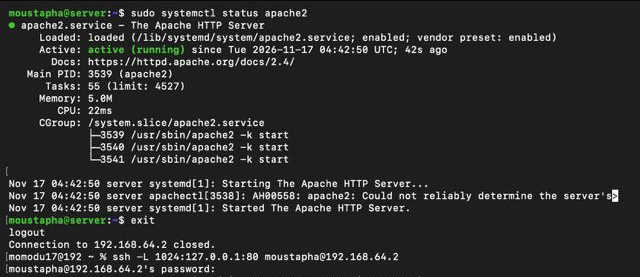 moustapha@server:~$ sudo systemctl status apache2
● apache2.service - The Apache HTTP Server
Loaded: loaded (/lib/systemd/system/apache2.service; enabled; vendor preset: enabled)
Active: active (running) since Tue 2026-11-17 04:42:50 UTC; 42s ago
Docs: https://httpd.apache.org/docs/2.4/
Main PID: 3539 (apache2)
Tasks: 55 (limit: 4527)
Memory: 5.0M
CPU: 22ms
CGroup: /system.slice/apache2.service
├─3539 /usr/sbin/apache2 -k start
├─3540 /usr/sbin/apache2 -k start
└─3541 /usr/sbin/apache2 -k start
[
Nov 17 04:42:50 server systemd[1]: Starting The Apache HTTP Server...
Nov 17 04:42:50 server apachectl[3538]: AH00558: apache2: Could not reliably determine the server's>
Nov 17 04:42:50 server systemd[1]: Started The Apache HTTP Server.
[moustapha@server:~$ exit
logout
Connection to 192.168.64.2 closed.
[momodu17@192 ~ % ssh -L 1024:127.0.0.1:80 moustapha@192.168.64.2
[moustapha@192.168.64.2's password: